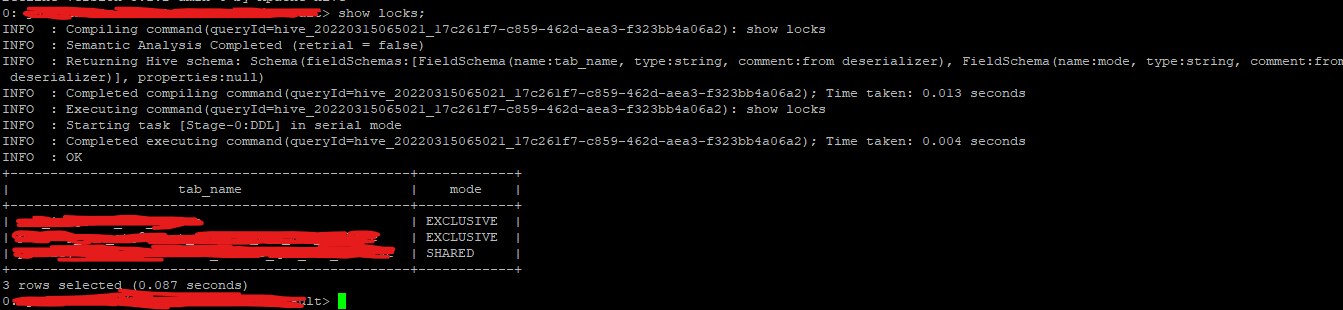 0: > show locks;
INFO  : Compiling command(queryId=hive_20220315065021_17c261f7-c859-462d-aea3-f323bb4a06a2): show locks
INFO  : Semantic Analysis Completed (retrial = false)
INFO  : Returning Hive schema: Schema(fieldSchemas:[FieldSchema(name:tab_name, type:string, comment:from deserializer), FieldSchema(name:mode, type:string, comment:from
deserializer)], properties:null)
INFO  : Completed compiling command(queryId=hive_20220315065021_17c261f7-c859-462d-aea3-f323bb4a06a2); Time taken: 0.013 seconds
INFO  : Executing command(queryId=hive_20220315065021_17c261f7-c859-462d-aea3-f323bb4a06a2): show locks
INFO  : Starting task [Stage-0:DDL] in serial mode
INFO  : Completed executing command(queryId=hive_20220315065021_17c261f7-c859-462d-aea3-f323bb4a06a2); Time taken: 0.004 seconds
INFO  : OK
| tab_name | mode |
| EXCLUSIVE |
| EXCLUSIVE |
| SHARED |
3 rows selected (0.087 seconds)
0: ult>